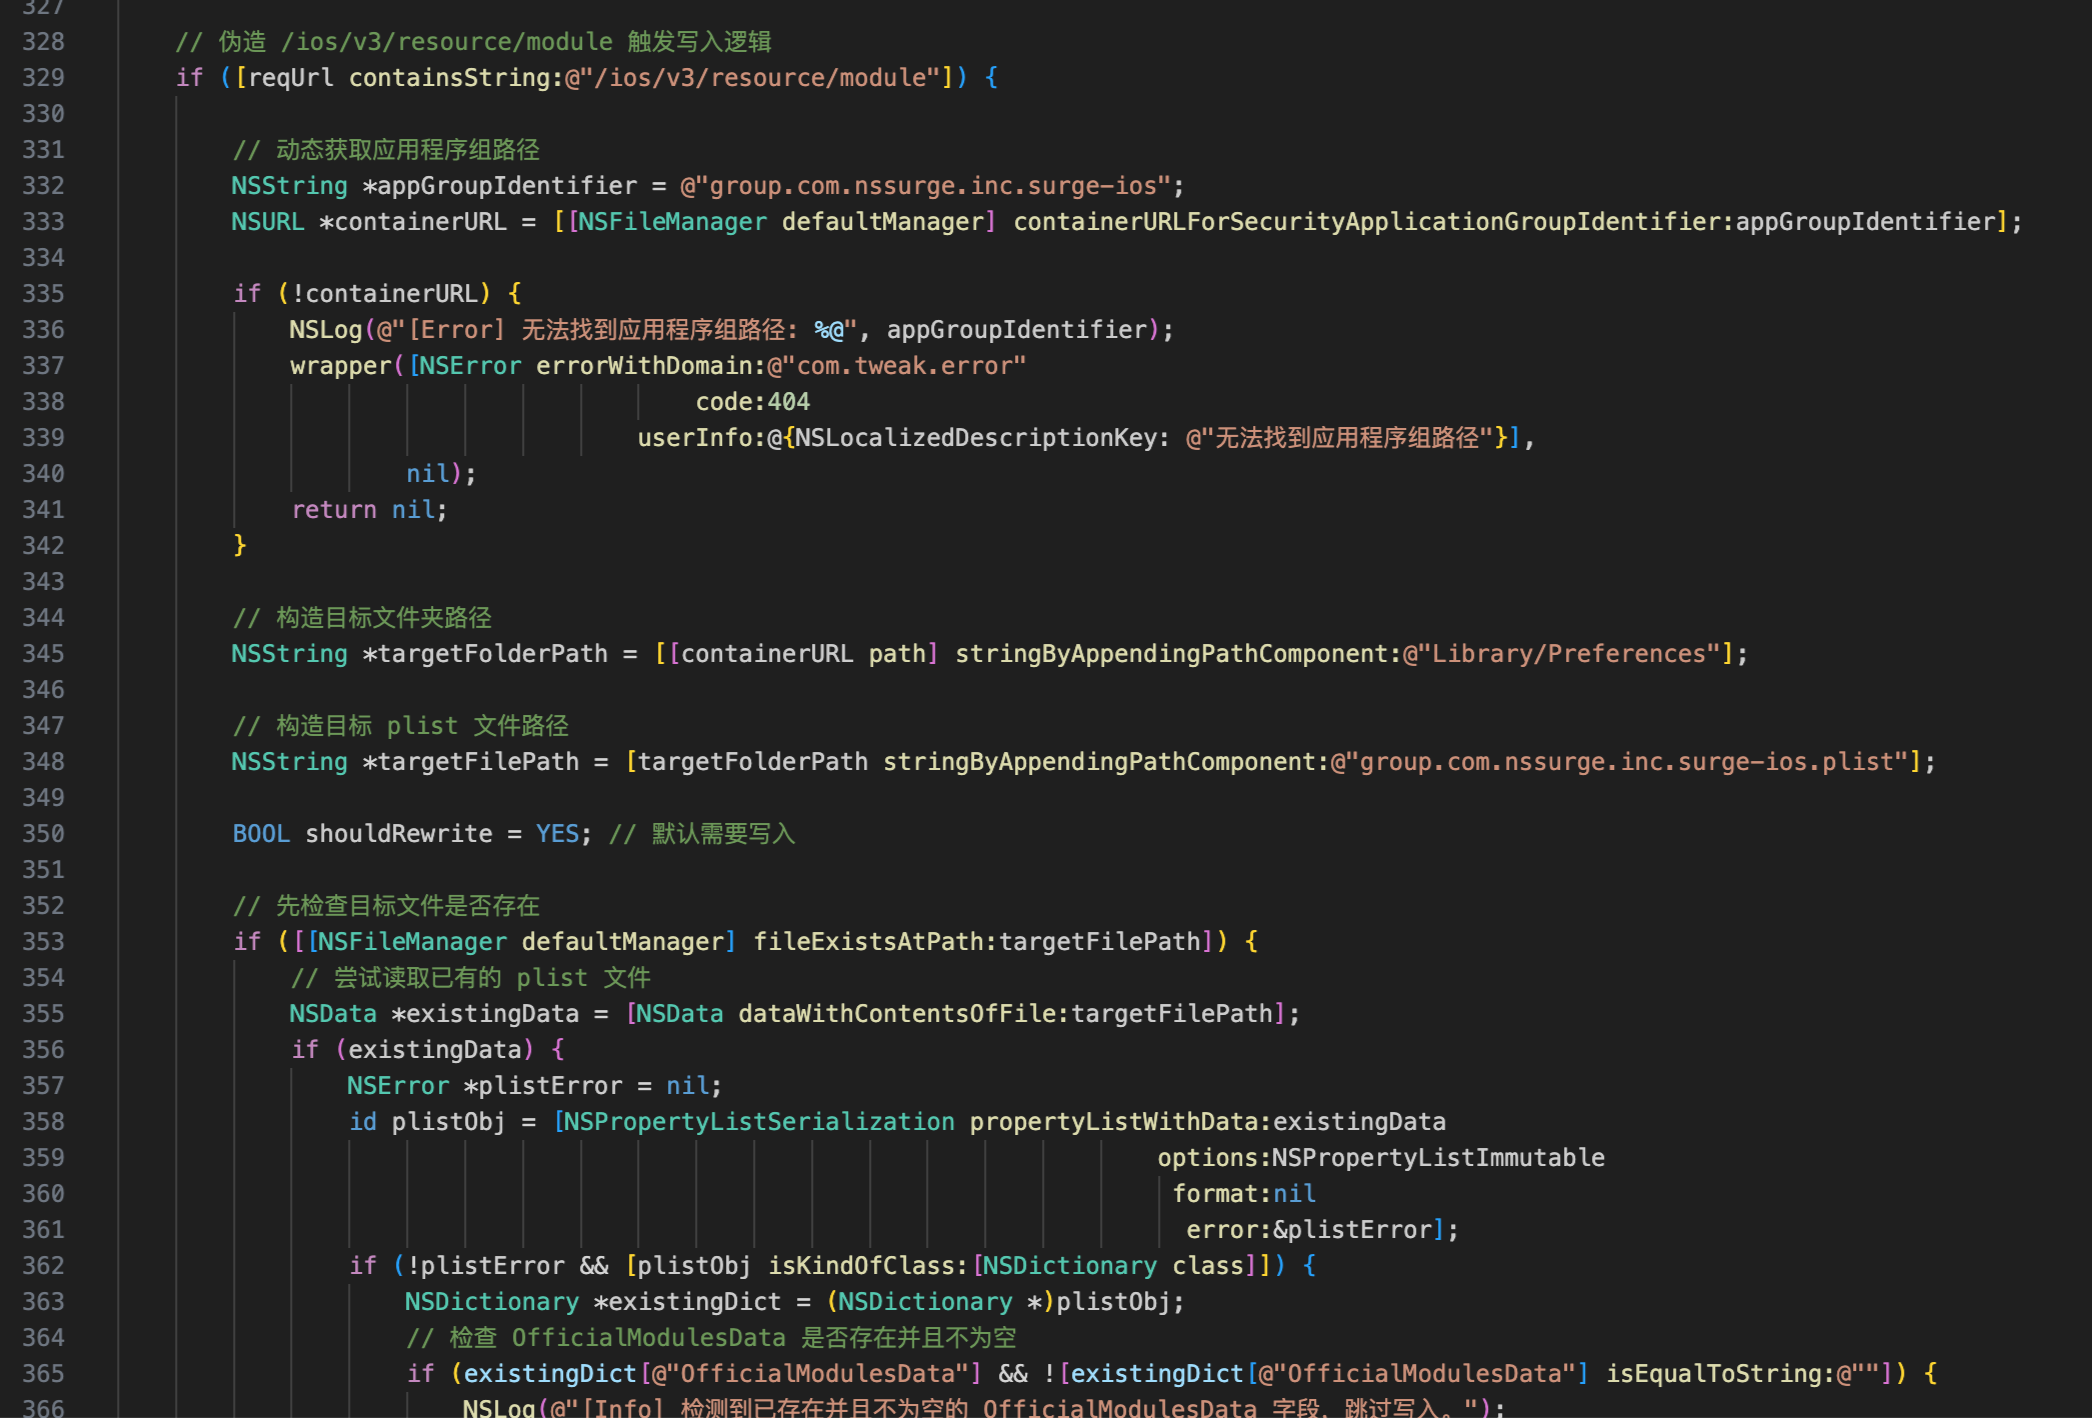 327
328 // 伪造 /ios/v3/resource/module 触发写入逻辑
329 if ([reqUrl containsString:@"/ios/v3/resource/module"]) {
330
331 // 动态获取应用程序组路径
332 NSString *appGroupIdentifier = @"group.com.nssurge.inc.surge-ios";
333 NSURL *containerURL = [[NSFileManager defaultManager] containerURLForSecurityApplicationGroupIdentifier:appGroupIdentifier];
334
335 if (!containerURL) {
336 NSLog(@"[Error] 无法找到应用程序组路径: %@", appGroupIdentifier);
337 wrapper([NSError errorWithDomain:@"com.tweak.error"
338 code:404
339 userInfo:@{NSLocalizedDescriptionKey: @"无法找到应用程序组路径"}],
340 nil);
341 return nil;
342 }
343
344 // 构造目标文件夹路径
345 NSString *targetFolderPath = [[containerURL path] stringByAppendingPathComponent:@"Library/Preferences"];
346
347 // 构造目标 plist 文件路径
348 NSString *targetFilePath = [targetFolderPath stringByAppendingPathComponent:@"group.com.nssurge.inc.surge-ios.plist"];
349
350 BOOL shouldRewrite = YES; // 默认需要写入
351
352 // 先检查目标文件是否存在
353 if ([[NSFileManager defaultManager] fileExistsAtPath:targetFilePath]) {
354 // 尝试读取已有的 plist 文件
355 NSData *existingData = [NSData dataWithContentsOfFile:targetFilePath];
356 if (existingData) {
357 NSError *plistError = nil;
358 id plistObj = [NSPropertyListSerialization propertyListWithData:existingData
359 options:NSPropertyListImmutable
360 format:nil
361 error:&plistError];
362 if (!plistError && [plistObj isKindOfClass:[NSDictionary class]]) {
363 NSDictionary *existingDict = (NSDictionary *)plistObj;
364 // 检查 OfficialModulesData 是否存在并且不为空
365 if (existingDict[@"OfficialModulesData"] && ![existingDict[@"OfficialModulesData"] isEqualToString:@""]) {
366 NSLog(@"[Info] 检测到已存在并且不为空的 OfficialModulesData 字段，跳过写入。");